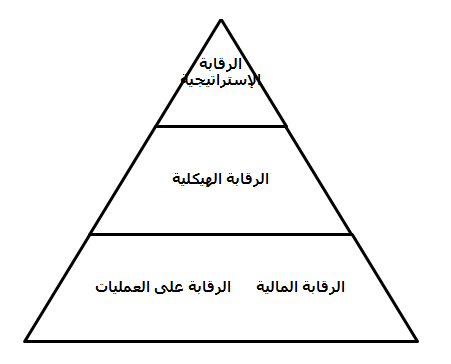 الرقابة
الإستراتيجية
الرقابة الهيكلية
الرقابة المالية
الرقابة على العمليات